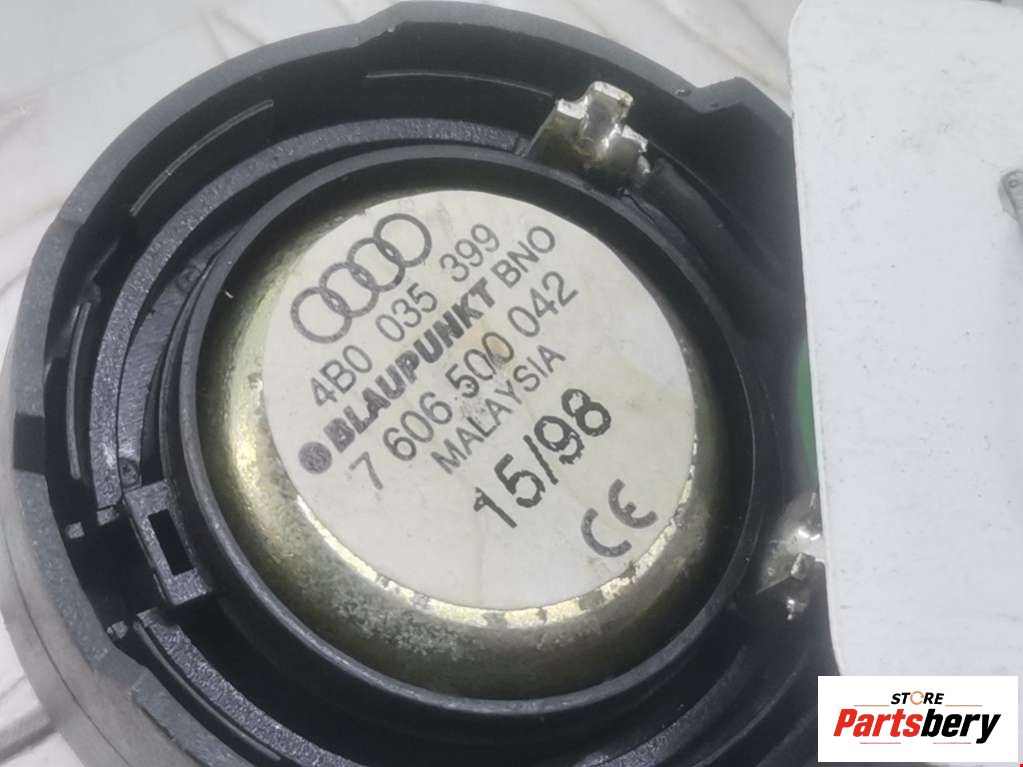 4B0 035 399
BLAUPUNKT BNO
7 606 500 042
MALAYSIA
15/98
CE
STORE
Partsbery